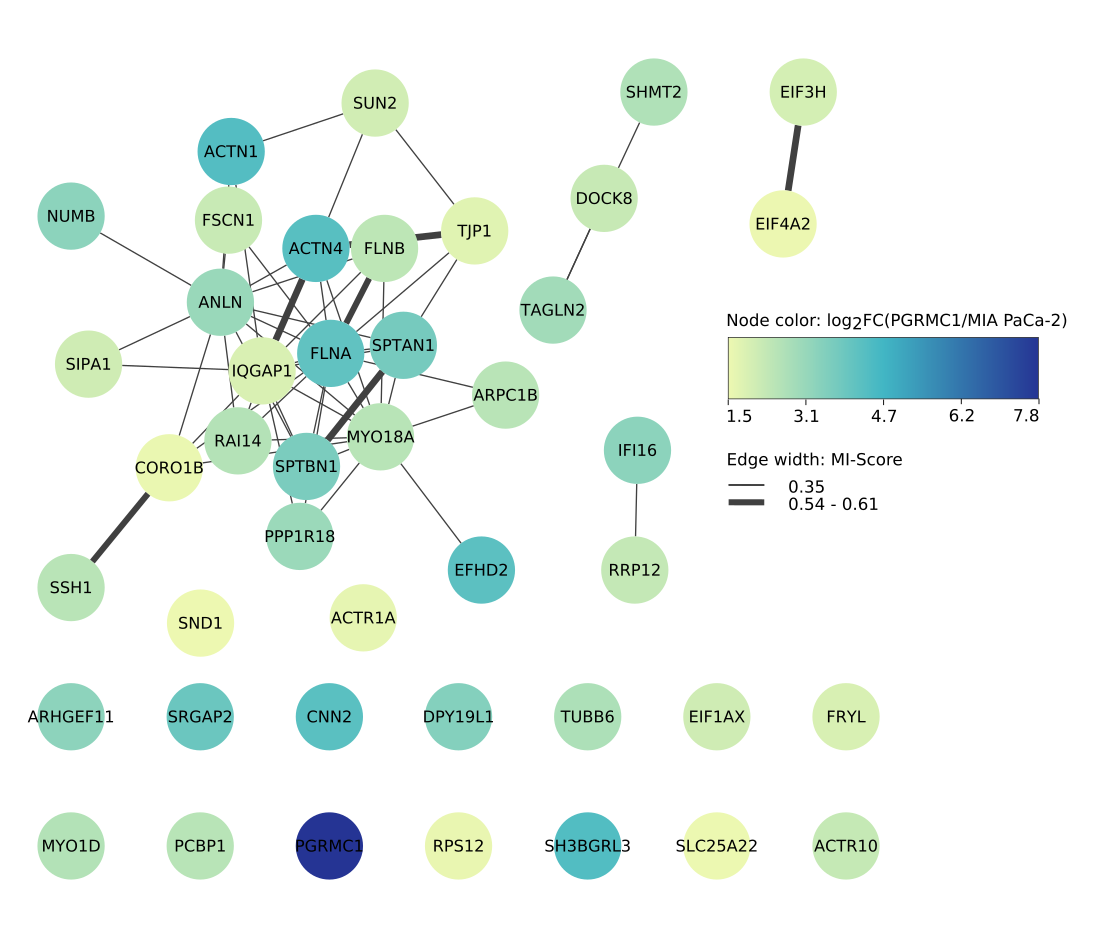 SHMT2
EIF3H
SUN2
ACTN1
DOCK8
NUMB
FSCN1
EIF4A2
TJP1
ACTN4
FLNB
ANLN
TAGLN2
Node color: log2FC(PGRMC1/MIA PaCa-2)
FLNA
SPTAN1
SIPA1
IQGAP1
1.5 3.1 4.7 6.2 7.8
ARPC1B
RAI14
MYO18A
IFI16
Edge width: MI-Score
CORO1B
SPTBN1
0.35
0.54 - 0.61
PPP1R18
EFHD2
RRP12
SSH1
SND1
ACTR1A
ARHGEF11
SRGAP2
CNN2
DPY19L1
TUBB6
EIF1AX
FRYL
MYO1D
PCBP1
PGRMC1
RPS12
SH3BGRL3
SLC25A22
ACTR10